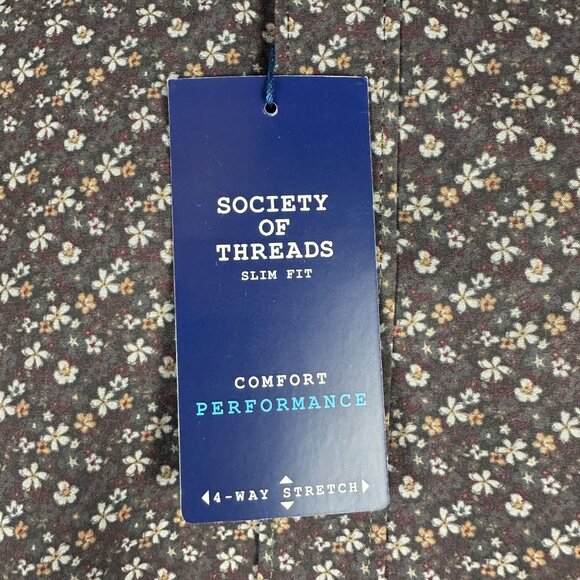 SOCIETY
OF
THREADS
SLIM FIT
COMFORT
PERFORMANCE
4-WAY STRETCH